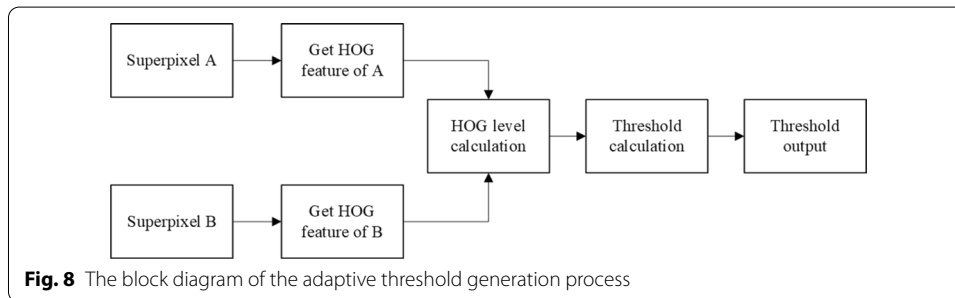 Superpixel A
Get HOG
feature of A
HOG level
calculation
Threshold
calculation
Threshold
output
Superpixel B
Get HOG
feature of B
Fig. 8 The block diagram of the adaptive threshold generation process